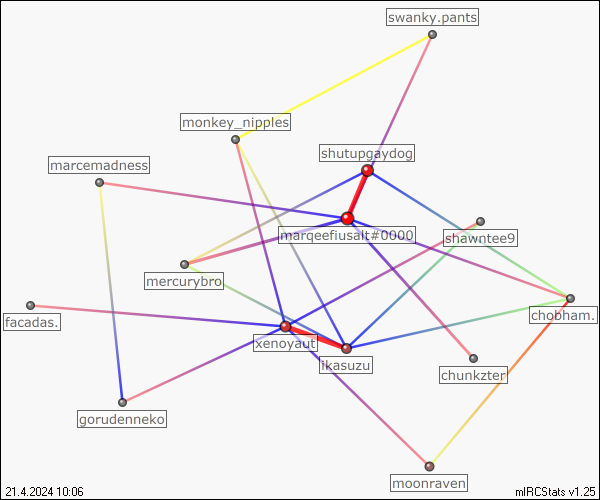 swanky.pants
monkey_nipples
shutupgaydog
marcemadness
marqeefiusalt#0000
shawntee9
mercurybro
chobham.
facadas.
xenoyaut
ikasuzu
chunkzter
gorudenneko
moonraven
21.4.2024 10:06
mIRCStats v1.25